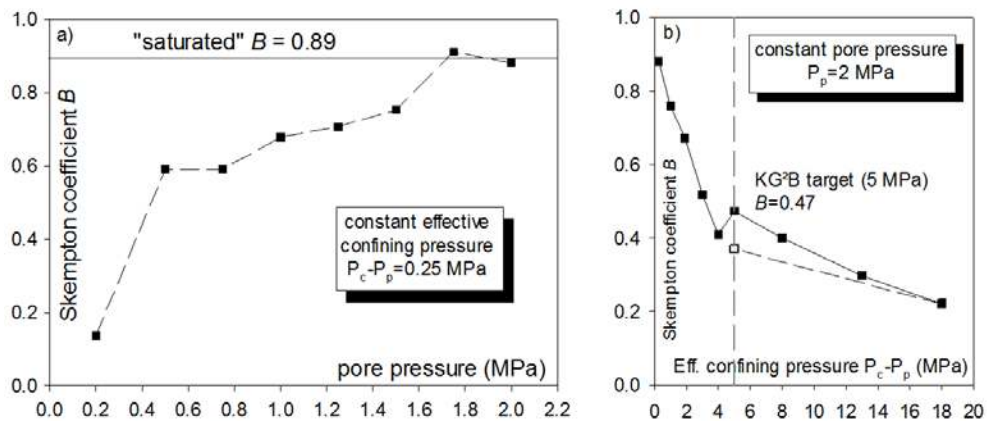 a)
"saturated" B = 0.89
Skempton coefficient B
1.0
0.8
0.6
0.4
0.2
0.0
constant effective
confining pressure
Pc-Pp=0.25 MPa
pore pressure (MPa)
0.0 0.2 0.4 0.6 0.8 1.0 1.2 1.4 1.6 1.8 2.0 2.2
b)
constant pore pressure
Pp=2 MPa
Skempton coefficient B
1.0
0.8
0.6
0.4
0.2
0.0
KG²B target (5 MPa)
B=0.47
Eff. confining pressure Pc-Pp (MPa)
0 2 4 6 8 10 12 14 16 18 20